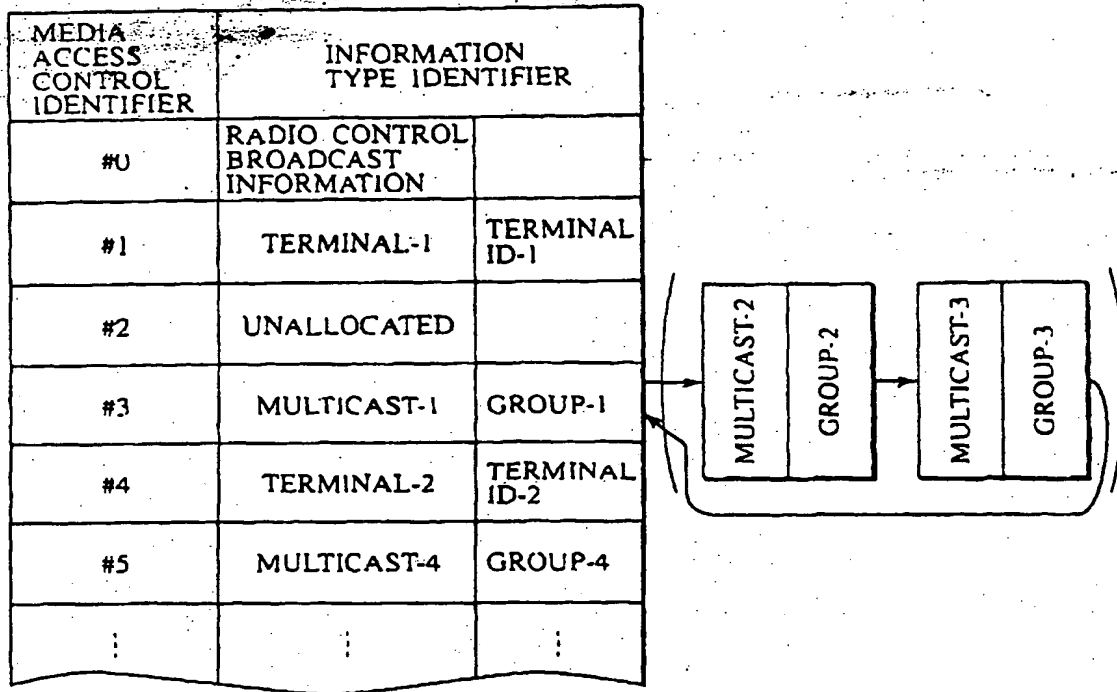 MEDIA
ACCESS
CONTROL
IDENTIFIER
INFORMATION
TYPE IDENTIFIER
#0
RADIO CONTROL
BROADCAST
INFORMATION
#1
TERMINAL-1
TERMINAL
ID-1
#2
UNALLOCATED
#3
MULTICAST-1
GROUP-1
#4
TERMINAL-2
TERMINAL
ID-2
#5
MULTICAST-4
GROUP-4
MULTICAST-2
GROUP-2
MULTICAST-3
GROUP-3